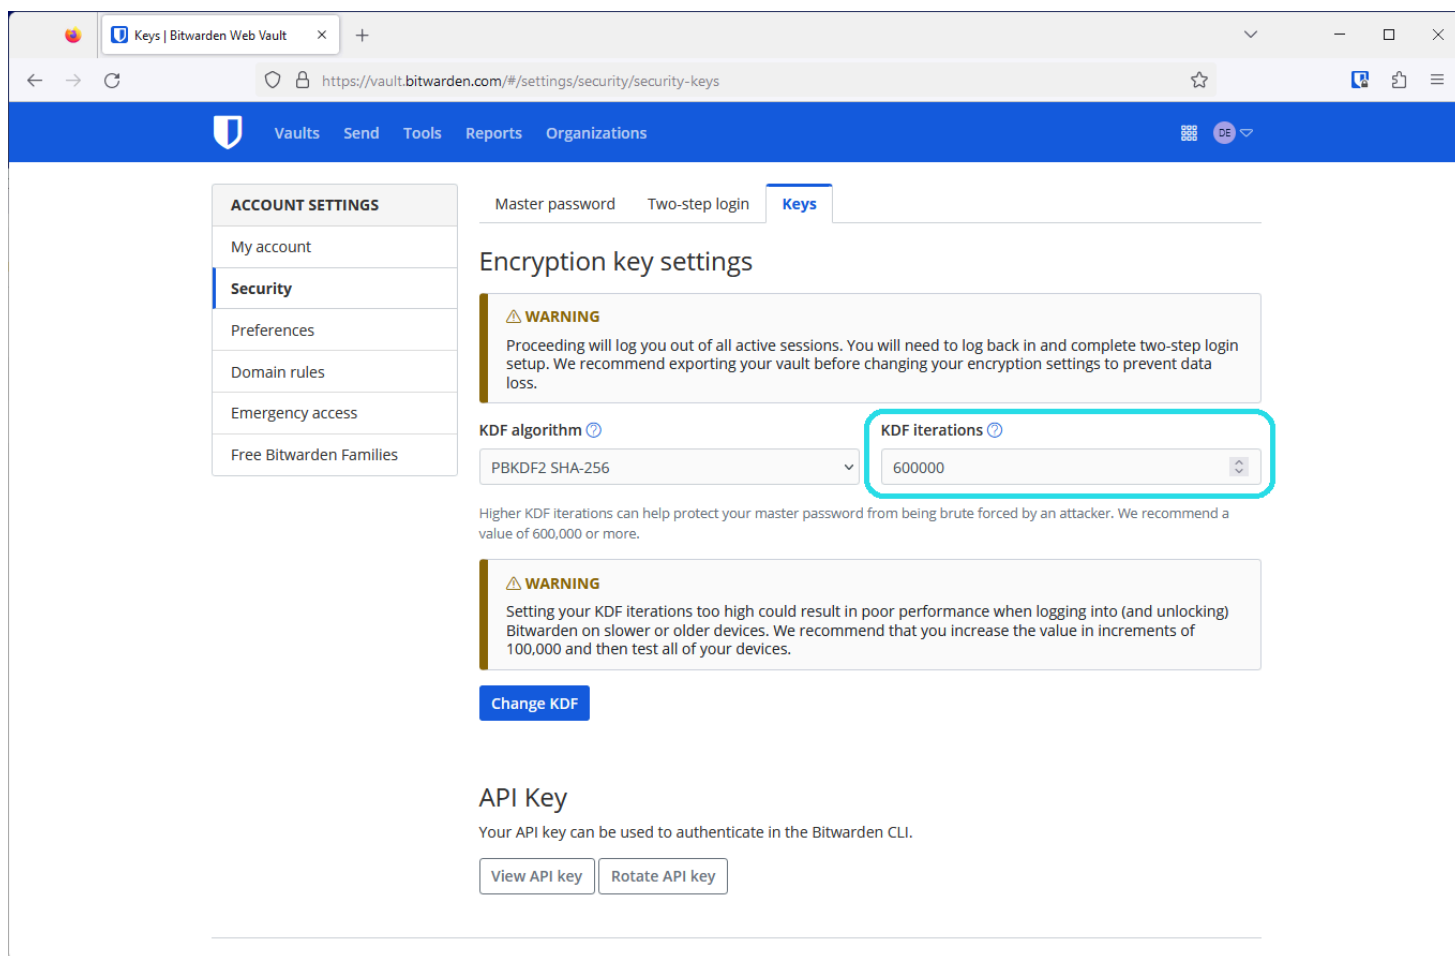 Keys | Bitwarden Web Vault
https://vault.bitwarden.com/#/settings/security/security-keys
Vaults Send Tools Reports Organizations DE
ACCOUNT SETTINGS
My account
Security
Preferences
Domain rules
Emergency access
Free Bitwarden Families
Master password Two-step login Keys
Encryption key settings
WARNING
Proceeding will log you out of all active sessions. You will need to log back in and complete two-step login
setup. We recommend exporting your vault before changing your encryption settings to prevent data
loss.
KDF algorithm KDF iterations
PBKDF2 SHA-256 600000
Higher KDF iterations can help protect your master password from being brute forced by an attacker. We recommend a
value of 600,000 or more.
WARNING
Setting your KDF iterations too high could result in poor performance when logging into (and unlocking)
Bitwarden on slower or older devices. We recommend that you increase the value in increments of
100,000 and then test all of your devices.
Change KDF
API Key
Your API key can be used to authenticate in the Bitwarden CLI.
View API key Rotate API key